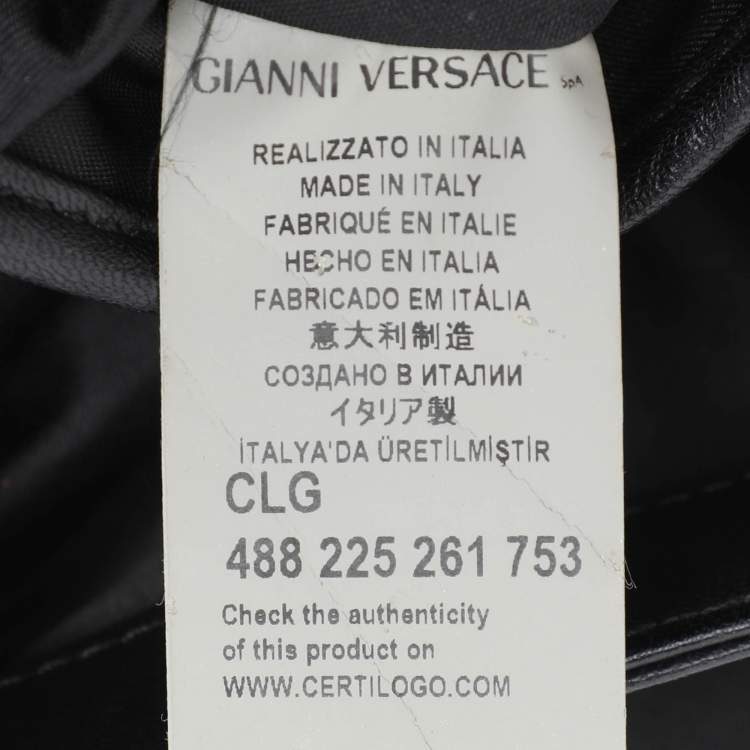 GIANNI VERSACE SpA
REALIZZATO IN ITALIA
MADE IN ITALY
FABRIQUÉ EN ITALIE
HECHO EN ITALIA
FABRICADO EM ITÁLIA
意大利制造
СОЗДАНО В ИТАЛИИ
イタリア製
İTALYA'DA ÜRETİLMİŞTİR
CLG
488 225 261 753
Check the authenticity
of this product on
WWW.CERTILOGO.COM